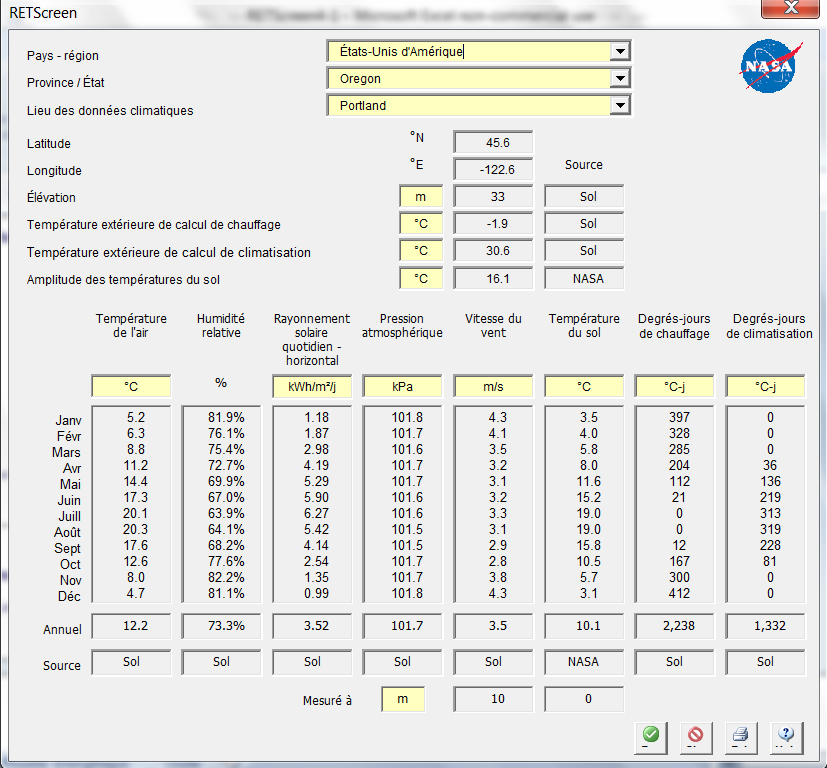 RETScreen
Pays - région États-Unis d'Amérique
NASA
Province / État Oregon
Lieu des données climatiques Portland
Latitude °N 45.6
Longitude °E -122.6 Source
Élévation m 33 Sol
Température extérieure de calcul de chauffage °C -1.9 Sol
Température extérieure de calcul de climatisation °C 30.6 Sol
Amplitude des températures du sol °C 16.1 NASA
Température de l'air Humidité relative Rayonnement solaire quotidien - horizontal Pression atmosphérique Vitesse du vent Température du sol Degrés-jours de chauffage Degrés-jours de climatisation
°C % kWh/m²/j kPa m/s °C °C-j °C-j
Janv 5.2 81.9% 1.18 101.8 4.3 3.5 397 0
Févr 6.3 76.1% 1.87 101.7 4.1 4.0 328 0
Mars 8.8 75.4% 2.98 101.6 3.5 5.8 285 0
Avr 11.2 72.7% 4.19 101.7 3.2 8.0 204 36
Mai 14.4 69.9% 5.29 101.7 3.1 11.6 112 136
Juin 17.3 67.0% 5.90 101.6 3.2 15.2 21 219
Juill 20.1 63.9% 6.27 101.6 3.3 19.0 0 313
Août 20.3 64.1% 5.42 101.5 3.1 19.0 0 319
Sept 17.6 68.2% 4.14 101.5 2.9 15.8 12 228
Oct 12.6 77.6% 2.54 101.7 2.8 10.5 167 81
Nov 8.0 82.2% 1.35 101.7 3.8 5.7 300 0
Déc 4.7 81.1% 0.99 101.8 4.3 3.1 412 0
Annuel 12.2 73.3% 3.52 101.7 3.5 10.1 2,238 1,332
Source Sol Sol Sol Sol Sol NASA Sol Sol
Mesuré à m 10 0